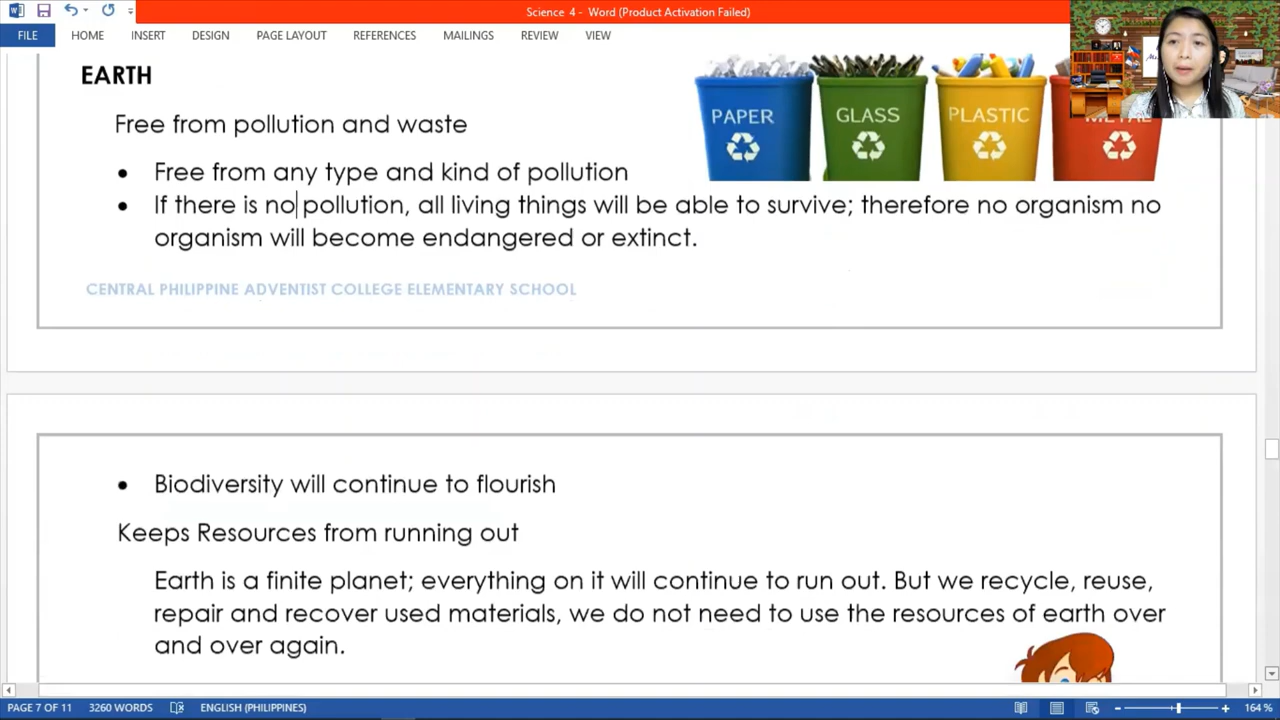 Science 4 - Word (Product Activation Failed)
FILE HOME INSERT DESIGN PAGE LAYOUT REFERENCES MAILINGS REVIEW VIEW
EARTH
PAPER GLASS PLASTIC METAL
Free from pollution and waste
• Free from any type and kind of pollution
• If there is no pollution, all living things will be able to survive; therefore no organism no
organism will become endangered or extinct.
CENTRAL PHILIPPINE ADVENTIST COLLEGE ELEMENTARY SCHOOL
• Biodiversity will continue to flourish
Keeps Resources from running out
Earth is a finite planet; everything on it will continue to run out. But we recycle, reuse,
repair and recover used materials, we do not need to use the resources of earth over
and over again.
PAGE 7 OF 11 3260 WORDS ENGLISH (PHILIPPINES) 164 %